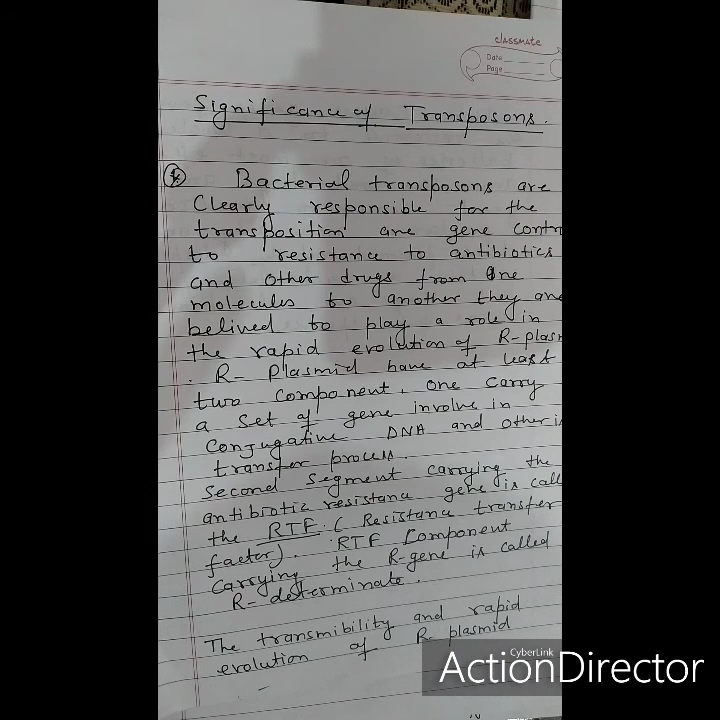 classmate
Date
Page
Significance of Transposons.
Bacterial transposons are
Clearly responsible for the
transposition are gene contro
to resistance to antibiotics
and other drugs from one
molecules to another they are
belived to play a role in
the rapid evolution of R-plasm
. R- Plasmid have at least
two component, one carry
a set of gene involve in
Conjugative DNA and other is
transfer process.
Second segment carrying the
antibiotic resistance gene is call
the RTF. ( Resistance transfer
factor). RTF Component
carrying the R-gene is called
R- determinate.
The transmibility and rapid
evolution of R- plasmid
CyberLink
ActionDirector